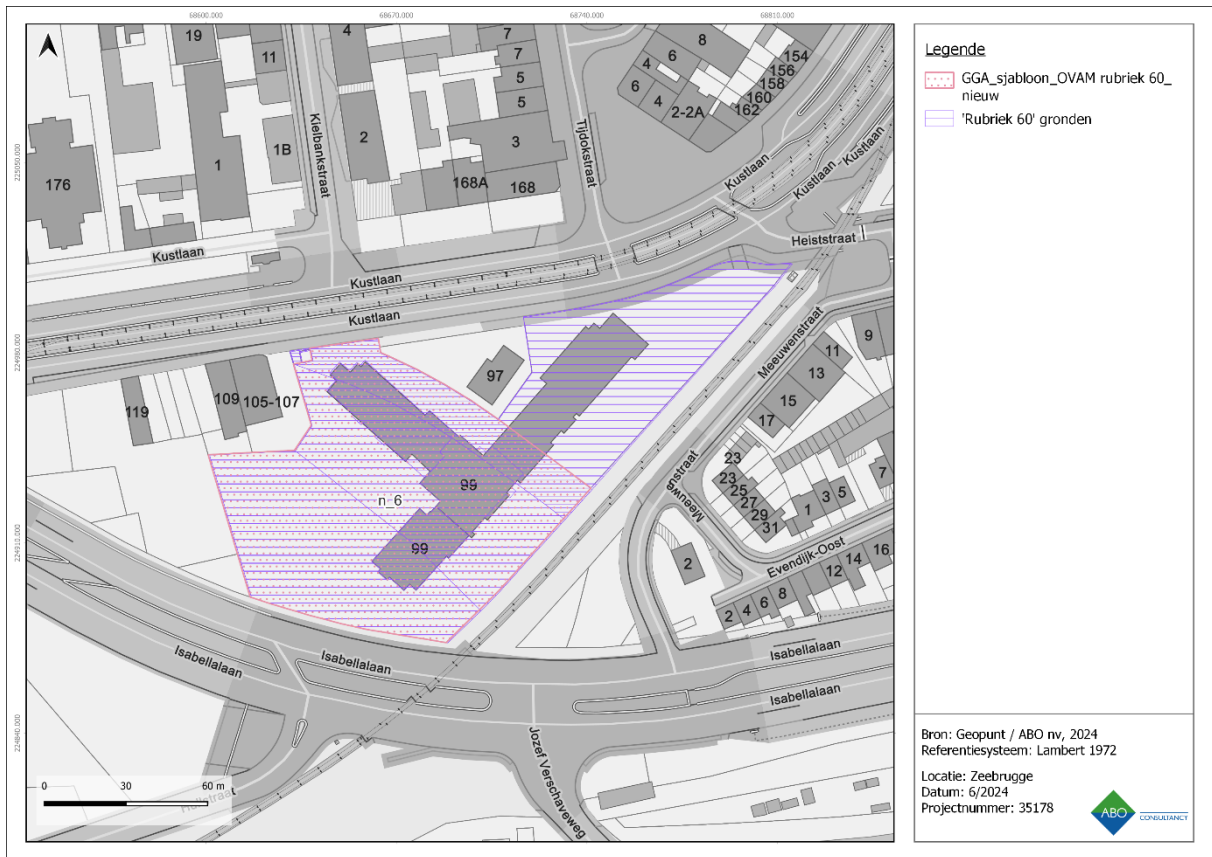 68600.000
68670.000
68740.000
68810.000
225050.000
224980.000
224910.000
224840.000
19
11
4
7
7
5
5
8
6
4
6
4
2-2A
154
156
158
160
162
176
1
1B
2
3
168A
168
Kielbankstraat
Tijdokstraat
Kustlaan
Kustlaan
Kustlaan
Kustlaan
Kustlaan
Kustlaan
Heiststraat
119
109
105-107
97
99
99
n_6
Meeuwenstraat
9
11
13
15
17
23
23
25
27
29
31
1
3
5
7
2
Evendijk-Oost
2
4
6
8
12
14
16
Isabellalaan
Isabellalaan
Isabellalaan
Isabellalaan
Jozef Verschaveweg
0 30 60 m
Legende
GGA_sjabloon_OVAM rubriek 60_
nieuw
'Rubriek 60' gronden
Bron: Geopunt / ABO nv, 2024
Referentiesysteem: Lambert 1972
Locatie: Zeebrugge
Datum: 6/2024
Projectnummer: 35178
ABO CONSULTANCY